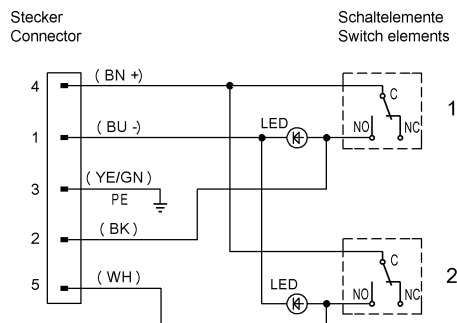 Stecker
Connector
Schaltelemente
Switch elements
4 ( BN +)
C
1
1 ( BU -) LED NO NC
3 ( YE/GN )
PE
2 ( BK)
C
2
5 ( WH ) LED NO NC